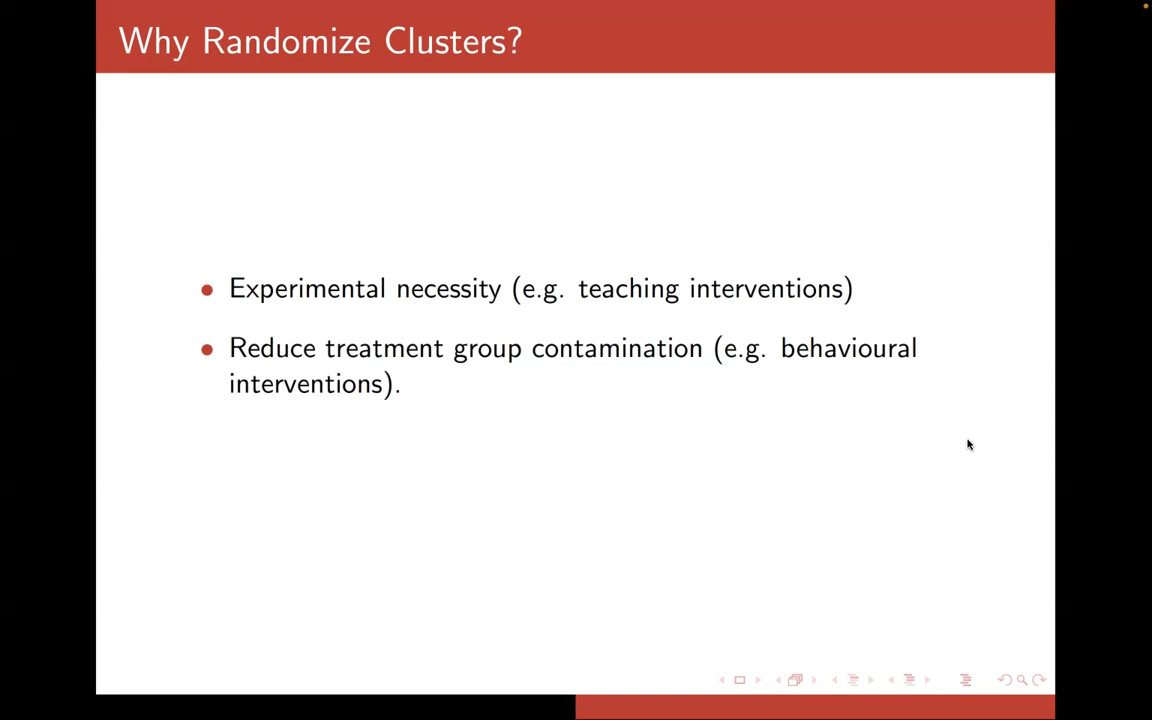 Why Randomize Clusters?
• Experimental necessity (e.g. teaching interventions)
• Reduce treatment group contamination (e.g. behavioural
interventions).